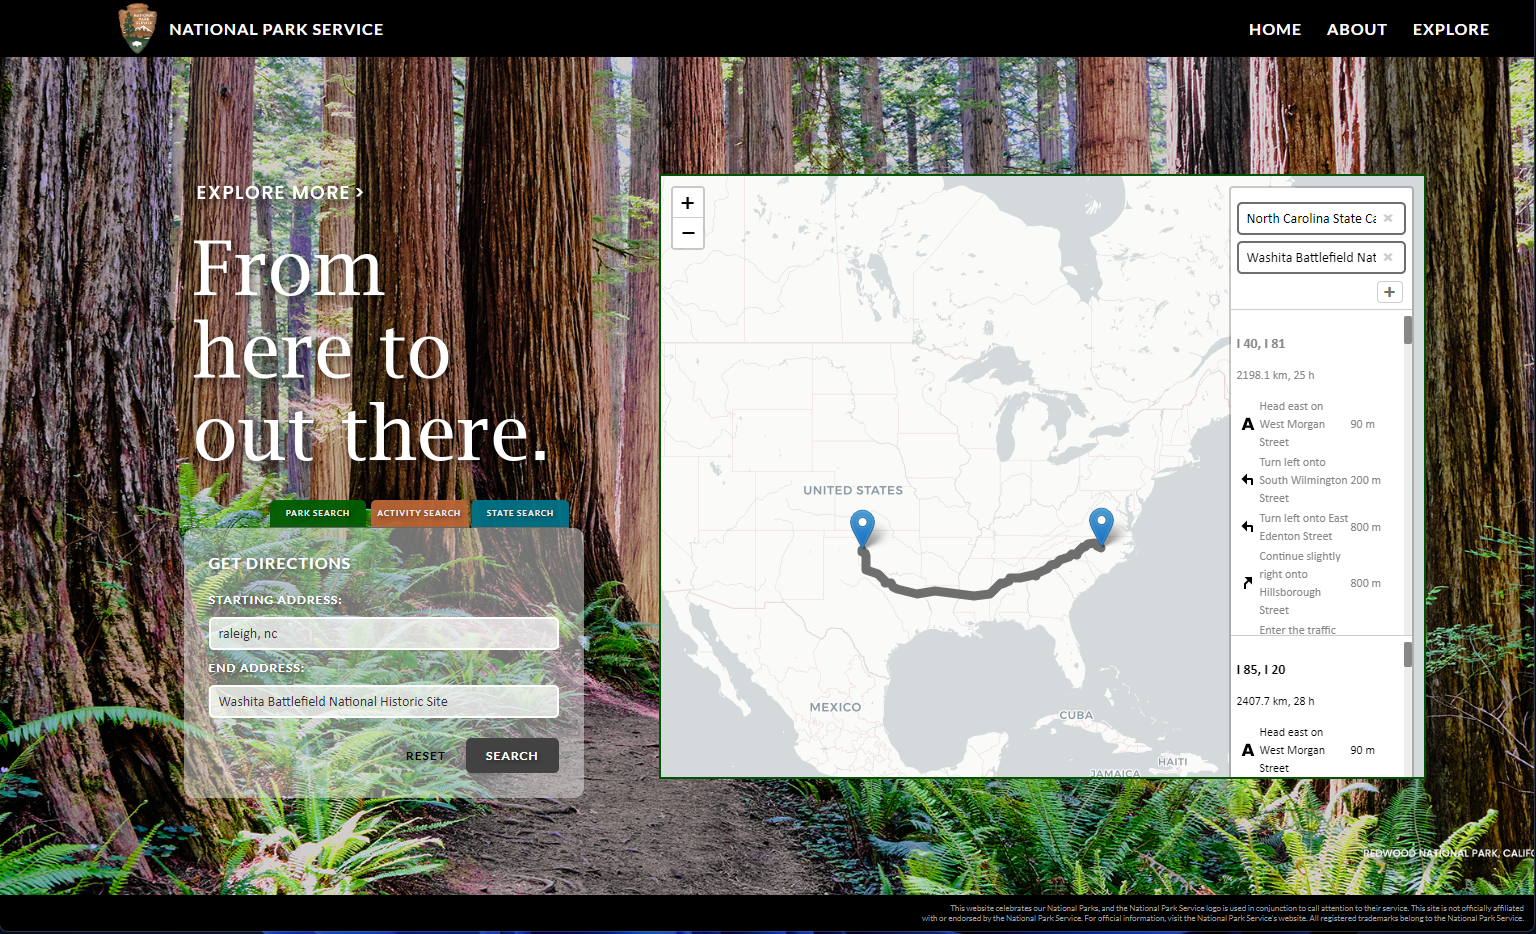 NATIONAL PARK SERVICE
HOME ABOUT EXPLORE
EXPLORE MORE >
From
here to
out there.
PARK SEARCH
ACTIVITY SEARCH
STATE SEARCH
GET DIRECTIONS
STARTING ADDRESS:
raleigh, nc
END ADDRESS:
Washita Battlefield National Historic Site
RESET
SEARCH
+
−
UNITED STATES
MEXICO
CUBA
HAITI
JAMAICA
North Carolina State Ca ×
Washita Battlefield Nat ×
+
I 40, I 81
2198.1 km, 25 h
A Head east on
West Morgan 90 m
Street
Turn left onto
South Wilmington 200 m
Street
Turn left onto East
Edenton Street 800 m
Continue slightly
right onto
Hillsborough 800 m
Street
Enter the traffic
I 85, I 20
2407.7 km, 28 h
A Head east on
West Morgan 90 m
Street
REDWOOD NATIONAL PARK, CALIFO
This website celebrates our National Parks, and the National Park Service logo is used in conjunction to call attention to their service. This site is not officially affiliated
with or endorsed by the National Park Service. For official information, visit the National Park Service's website. All registered trademarks belong to the National Park Service.